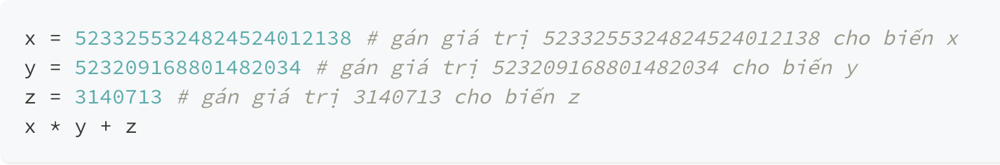 x = 5233255324824524012138 # gán giá trị 5233255324824524012138 cho biến x
y = 523209168801482034 # gán giá trị 523209168801482034 cho biến y
z = 3140713 # gán giá trị 3140713 cho biến z
x * y + z